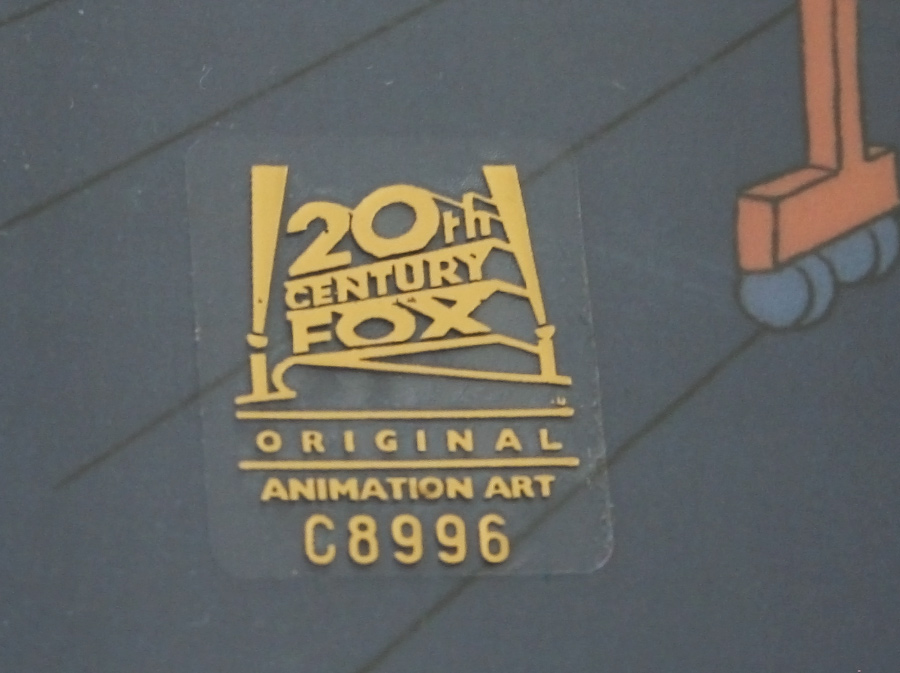 20th
CENTURY
FOX
ORIGINAL
ANIMATION ART
C8996